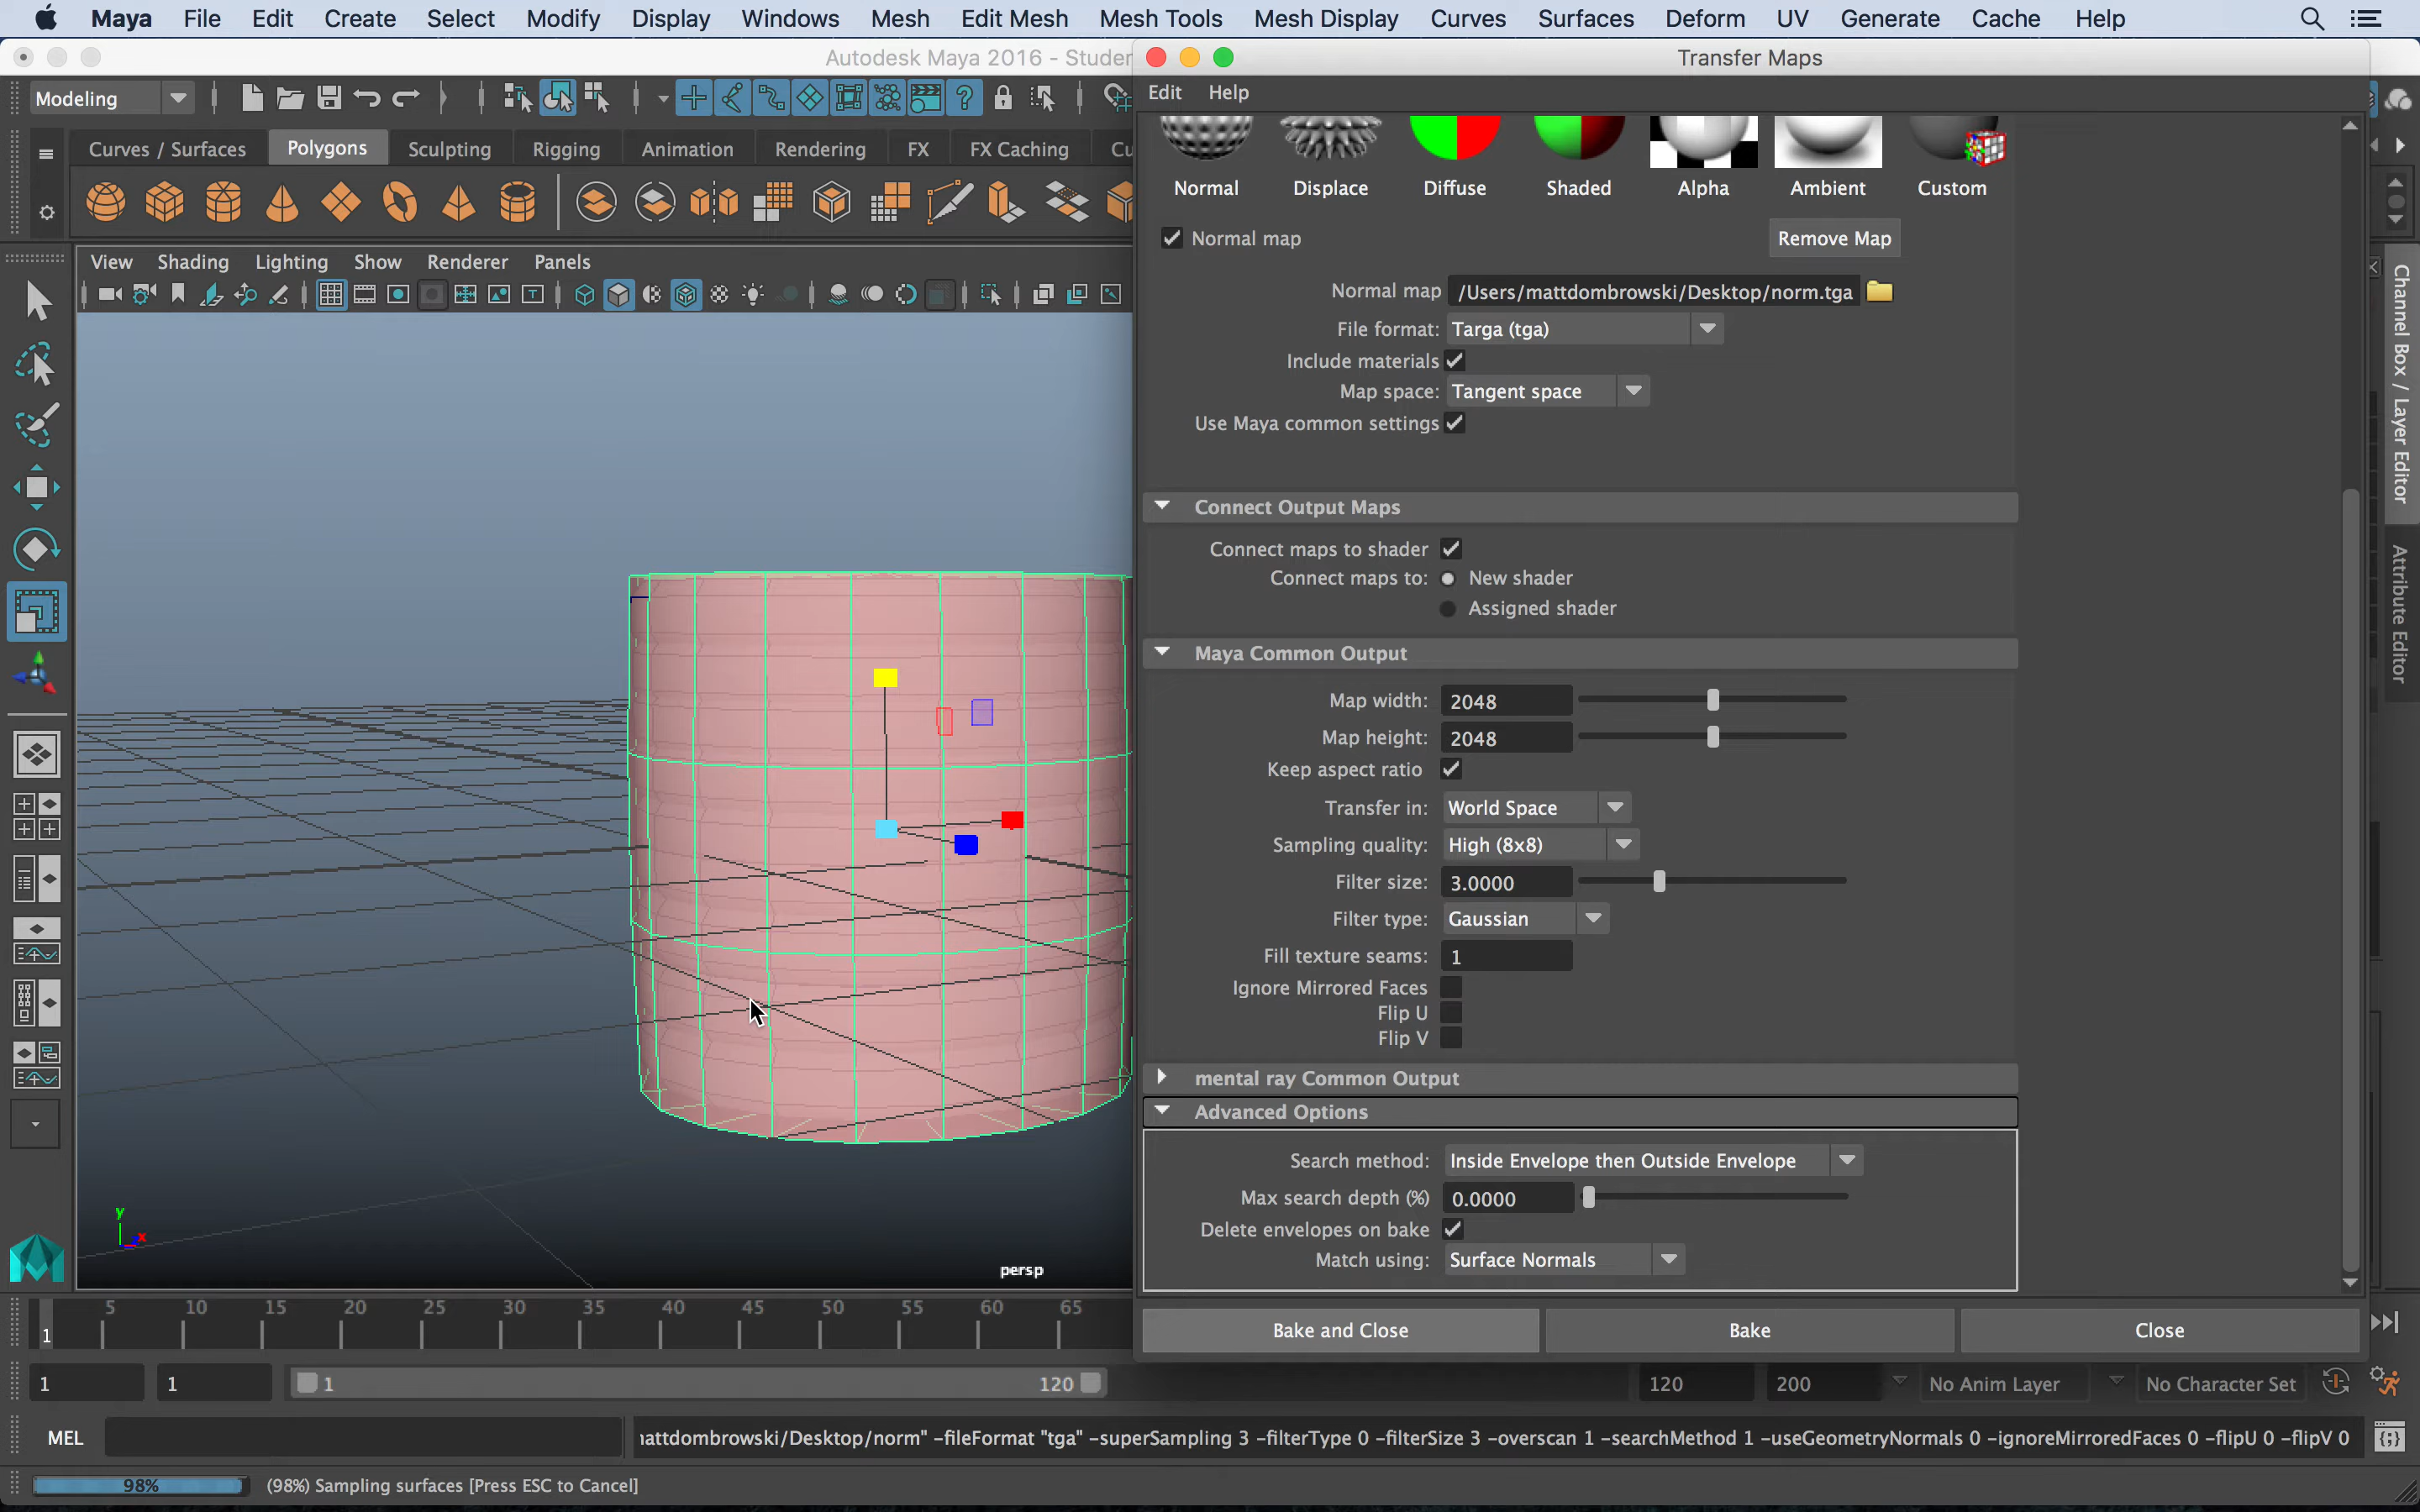 Maya File Edit Create Select Modify Display Windows Mesh Edit Mesh Mesh Tools Mesh Display Curves Surfaces Deform UV Generate Cache Help
Autodesk Maya 2016 - Studen
Transfer Maps
Modeling
Edit Help
Curves / Surfaces Polygons Sculpting Rigging Animation Rendering FX FX Caching Cu
Normal Displace Diffuse Shaded Alpha Ambient Custom
Normal map
Remove Map
View Shading Lighting Show Renderer Panels
Normal map /Users/mattdombrowski/Desktop/norm.tga
File format: Targa (tga)
Include materials
Map space: Tangent space
Use Maya common settings
Channel Box / Layer Editor
Attribute Editor
Connect Output Maps
Connect maps to shader
Connect maps to: New shader
Assigned shader
Maya Common Output
Map width: 2048
Map height: 2048
Keep aspect ratio
Transfer in: World Space
Sampling quality: High (8x8)
Filter size: 3.0000
Filter type: Gaussian
Fill texture seams: 1
Ignore Mirrored Faces
Flip U
Flip V
mental ray Common Output
Advanced Options
Search method: Inside Envelope then Outside Envelope
Max search depth (%) 0.0000
Delete envelopes on bake
Match using: Surface Normals
y
z x
persp
Bake and Close Bake Close
1 5 10 15 20 25 30 35 40 45 50 55 60 65
1 1 1 120 120 200 No Anim Layer No Character Set
MEL
attdombrowski/Desktop/norm" -fileFormat "tga" -superSampling 3 -filterType 0 -filterSize 3 -overscan 1 -searchMethod 1 -useGeometryNormals 0 -ignoreMirroredFaces 0 -flipU 0 -flipV 0
98% (98%) Sampling surfaces [Press ESC to Cancel]